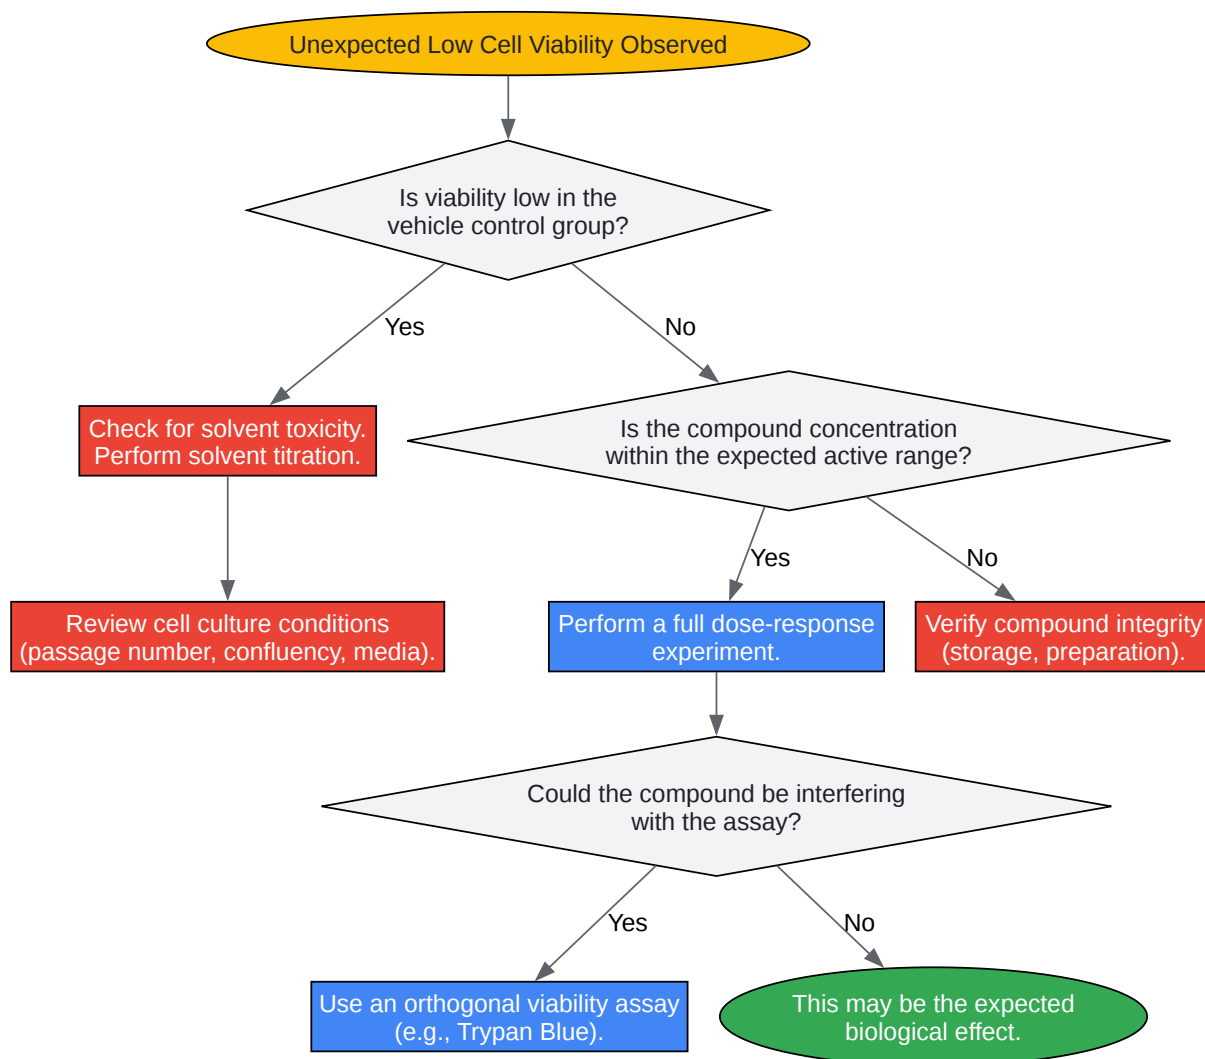 Unexpected Low Cell Viability Observed
Is viability low in the
vehicle control group?
Yes
No
Check for solvent toxicity.
Perform solvent titration.
Is the compound concentration
within the expected active range?
Yes
No
Review cell culture conditions
(passage number, confluency, media).
Perform a full dose-response
experiment.
Verify compound integrity
(storage, preparation).
Could the compound be interfering
with the assay?
Yes
No
Use an orthogonal viability assay
(e.g., Trypan Blue).
This may be the expected
biological effect.